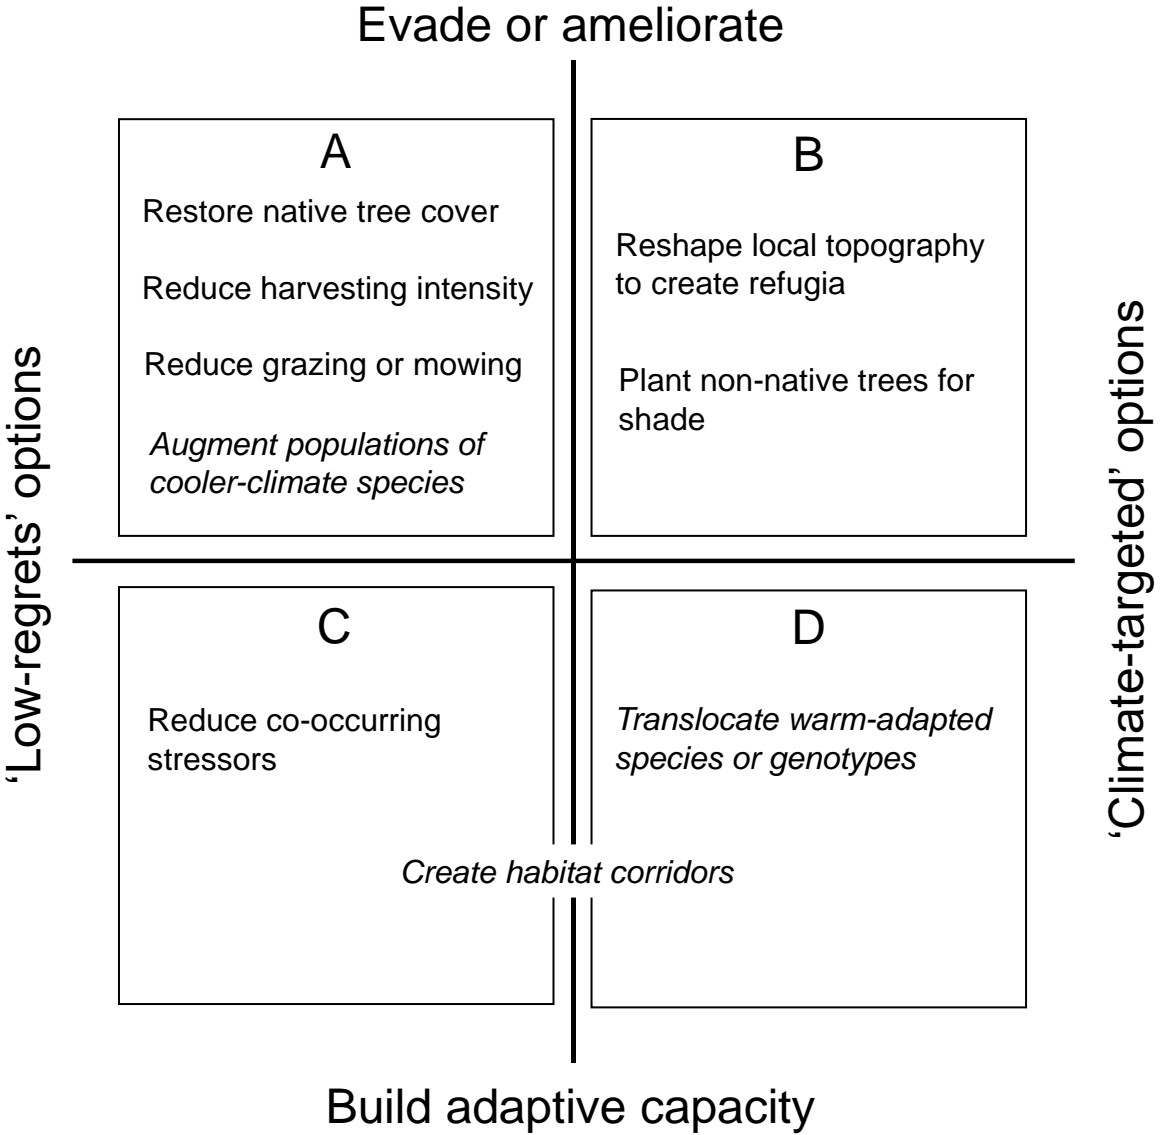 Evade or ameliorate
A
Restore native tree cover
Reduce harvesting intensity
Reduce grazing or mowing
Augment populations of
cooler-climate species
B
Reshape local topography
to create refugia
Plant non-native trees for
shade
‘Low-regrets’ options
‘Climate-targeted’ options
C
Reduce co-occurring
stressors
D
Translocate warm-adapted
species or genotypes
Create habitat corridors
Build adaptive capacity